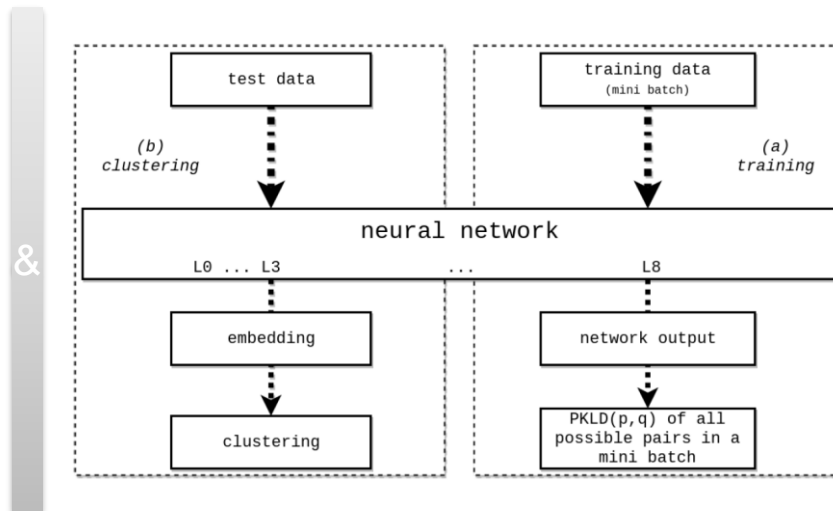 &
test data
training data
(mini batch)
(b)
clustering
(a)
training
neural network
L0 ... L3 ... L8
embedding
network output
clustering
PKLD(p,q) of all
possible pairs in a
mini batch